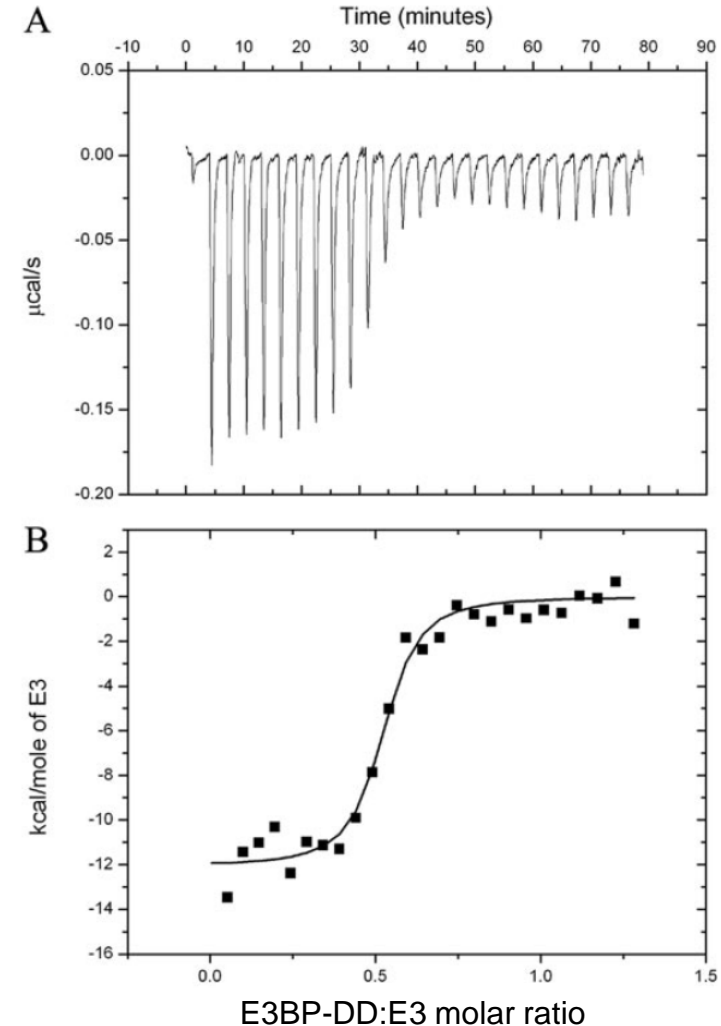 A
Time (minutes)
-10 0 10 20 30 40 50 60 70 80 90
0.05
0.00
-0.05
-0.10
-0.15
-0.20
μcal/s
B
2
0
-2
-4
-6
-8
-10
-12
-14
-16
kcal/mole of E3
0.0 0.5 1.0 1.5
E3BP-DD:E3 molar ratio